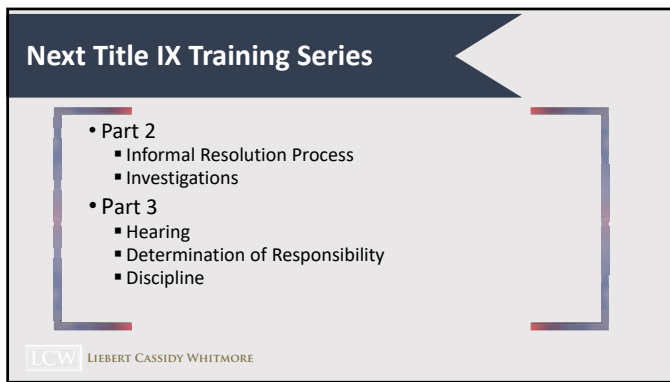 Next Title IX Training Series
• Part 2
▪ Informal Resolution Process
▪ Investigations
• Part 3
▪ Hearing
▪ Determination of Responsibility
▪ Discipline
LCW LIEBERT CASSIDY WHITMORE